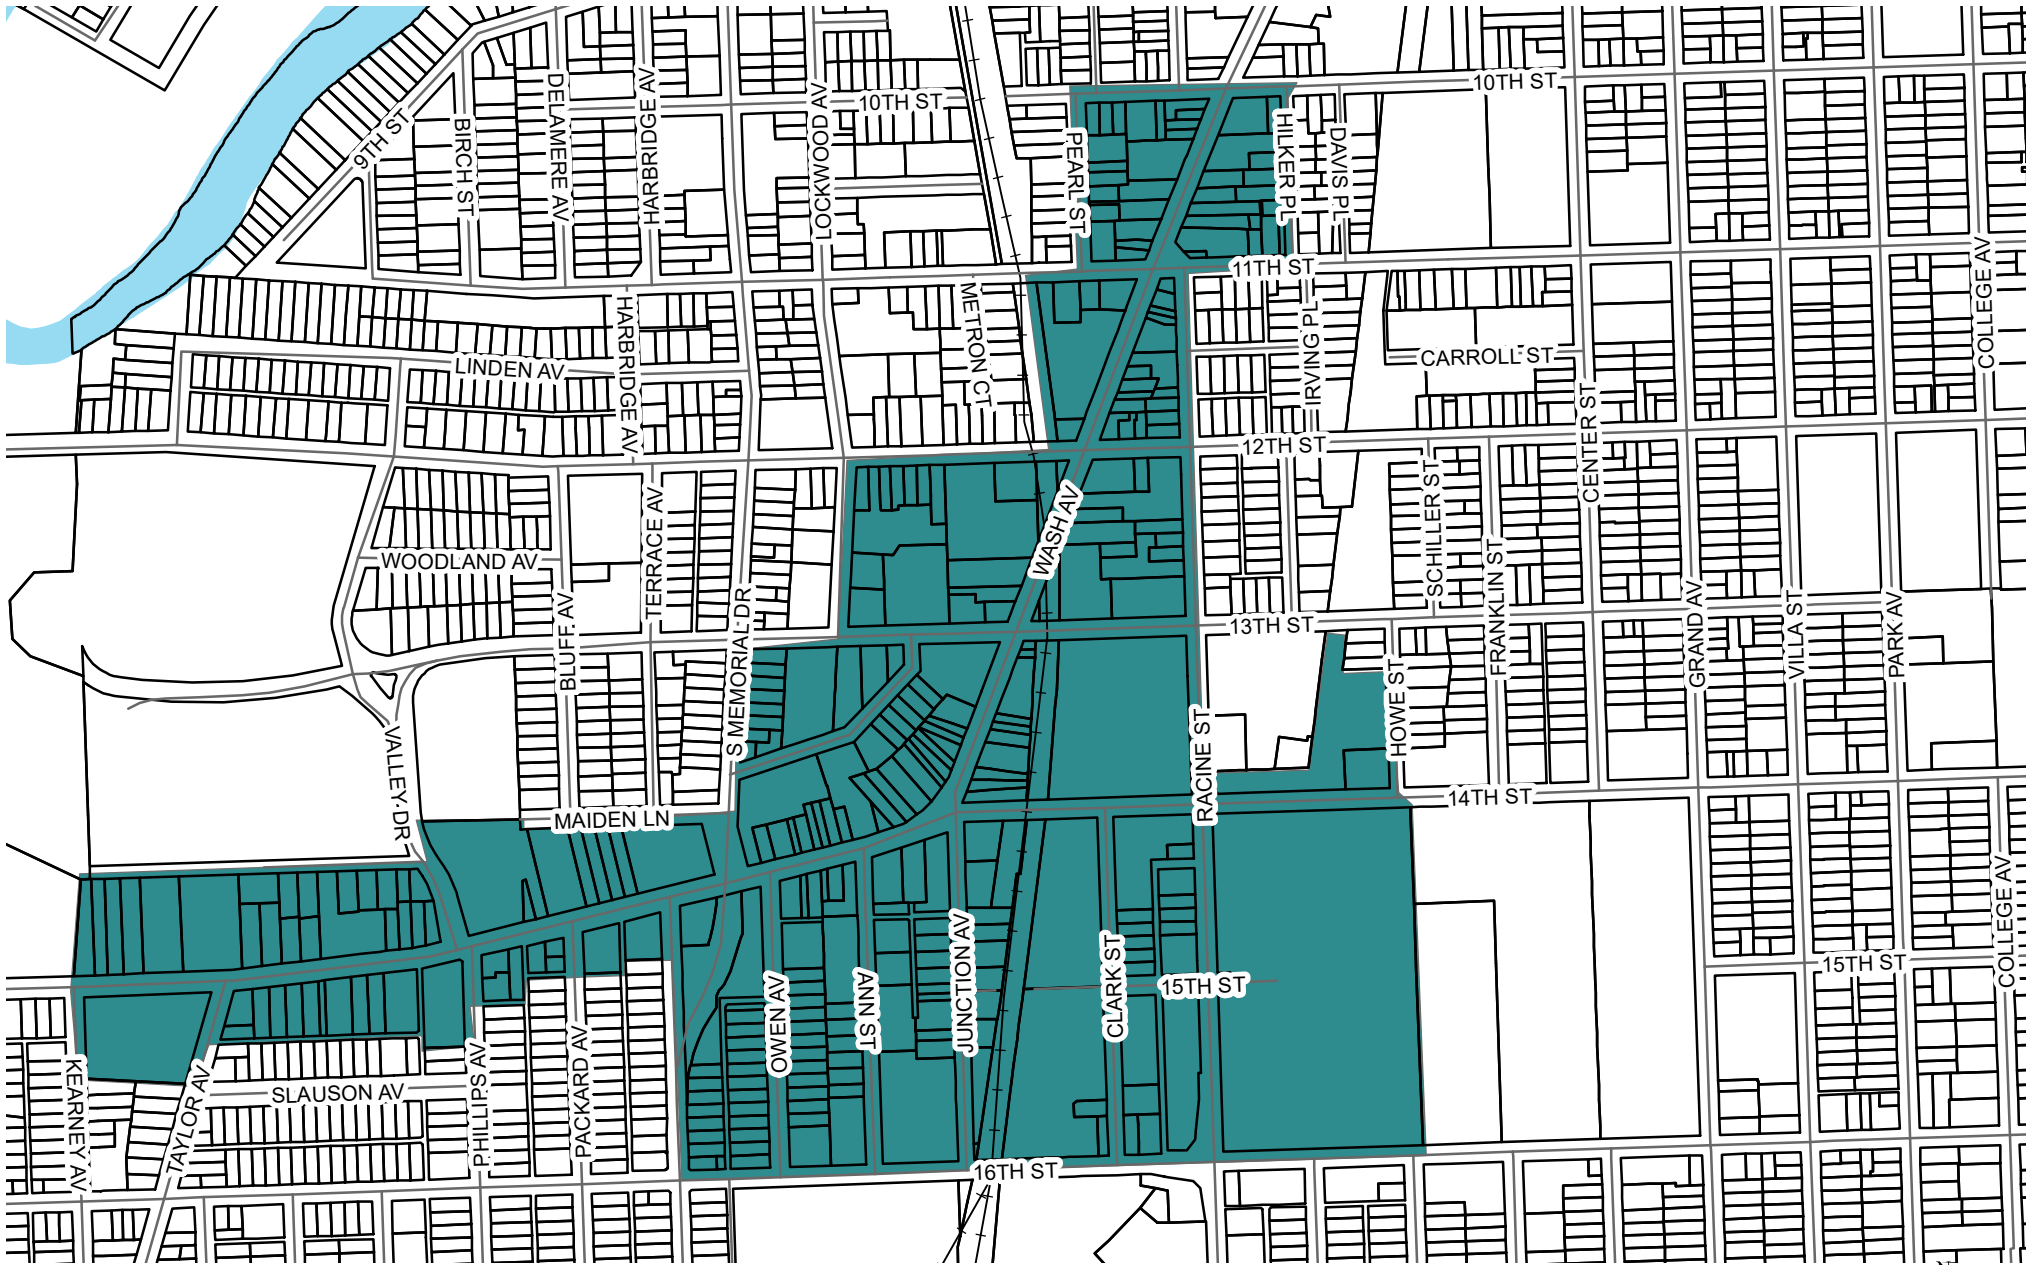 10TH ST
10TH ST
9TH ST
BIRCH ST
DELAMERE AV
HARBRIDGE AV
LOCKWOOD AV
PEARL ST
HILKER PL
DAVIS PL
11TH ST
COLLEGE AV
METRON CT
IRVING PL
CARROLL ST
LINDEN AV
HARBRIDGE AV
12TH ST
CENTER ST
WOODLAND AV
TERRACE AV
WASH AV
SCHILLER ST
FRANKLIN ST
BLUFF AV
S MEMORIAL DR
13TH ST
GRAND AV
VILLA ST
PARK AV
HOWE ST
VALLEY DR
RACINE ST
14TH ST
MAIDEN LN
COLLEGE AV
JUNCTION AV
CLARK ST
15TH ST
15TH ST
OWEN AV
ANN ST
KEARNEY AV
TAYLOR AV
SLAUSON AV
PHILLIPS AV
PACKARD AV
16TH ST